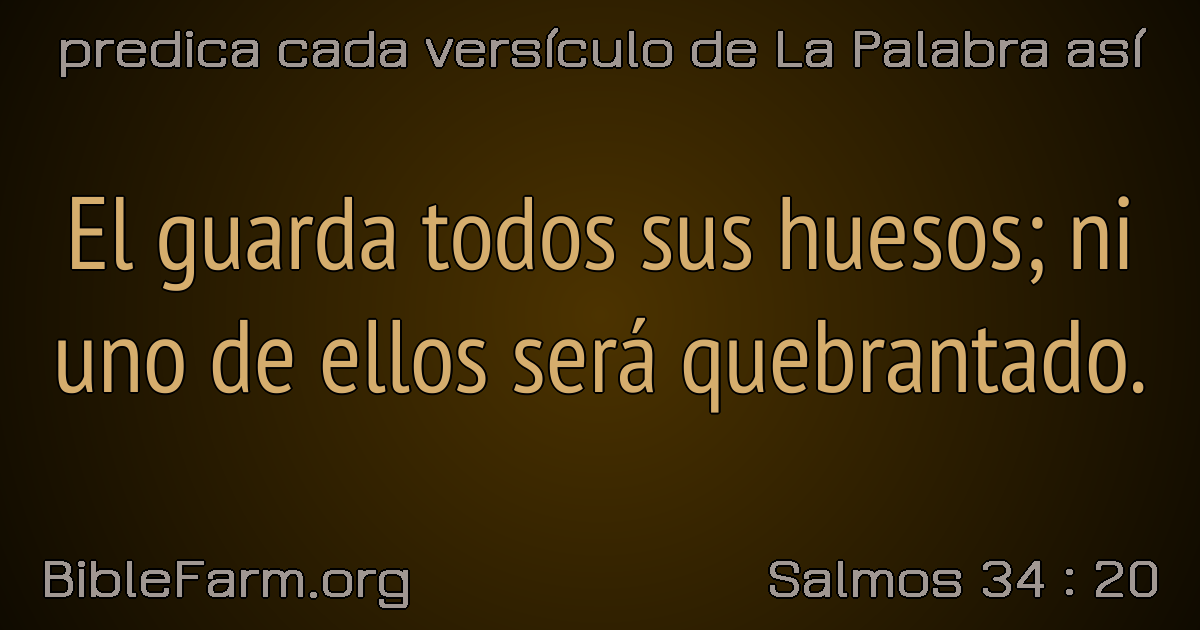 predica cada versículo de La Palabra así
El guarda todos sus huesos; ni
uno de ellos será quebrantado.
BibleFarm.org
Salmos 34 : 20